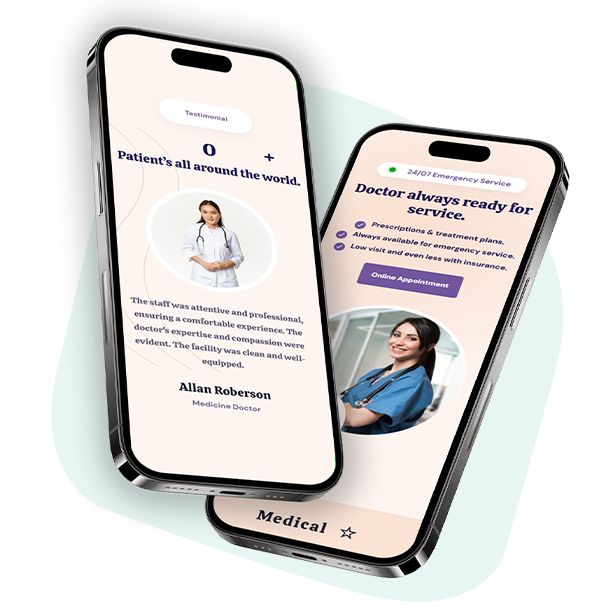 Testimonial
0 +
Patient's all around the world.
The staff was attentive and professional,
ensuring a comfortable experience. The
doctor's expertise and compassion were
evident. The facility was clean and well-
equipped.
Allan Roberson
Medicine Doctor
24/07 Emergency Service
Doctor always ready for
service.
Prescriptions & treatment plans.
Always available for emergency service.
Low visit and even less with insurance.
Online Appointment
Medical